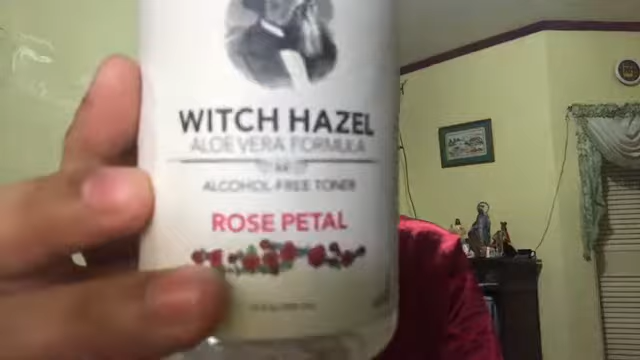 WITCH HAZEL
ALOE VERA FORMULA
ALCOHOL-FREE TONER
ROSE PETAL